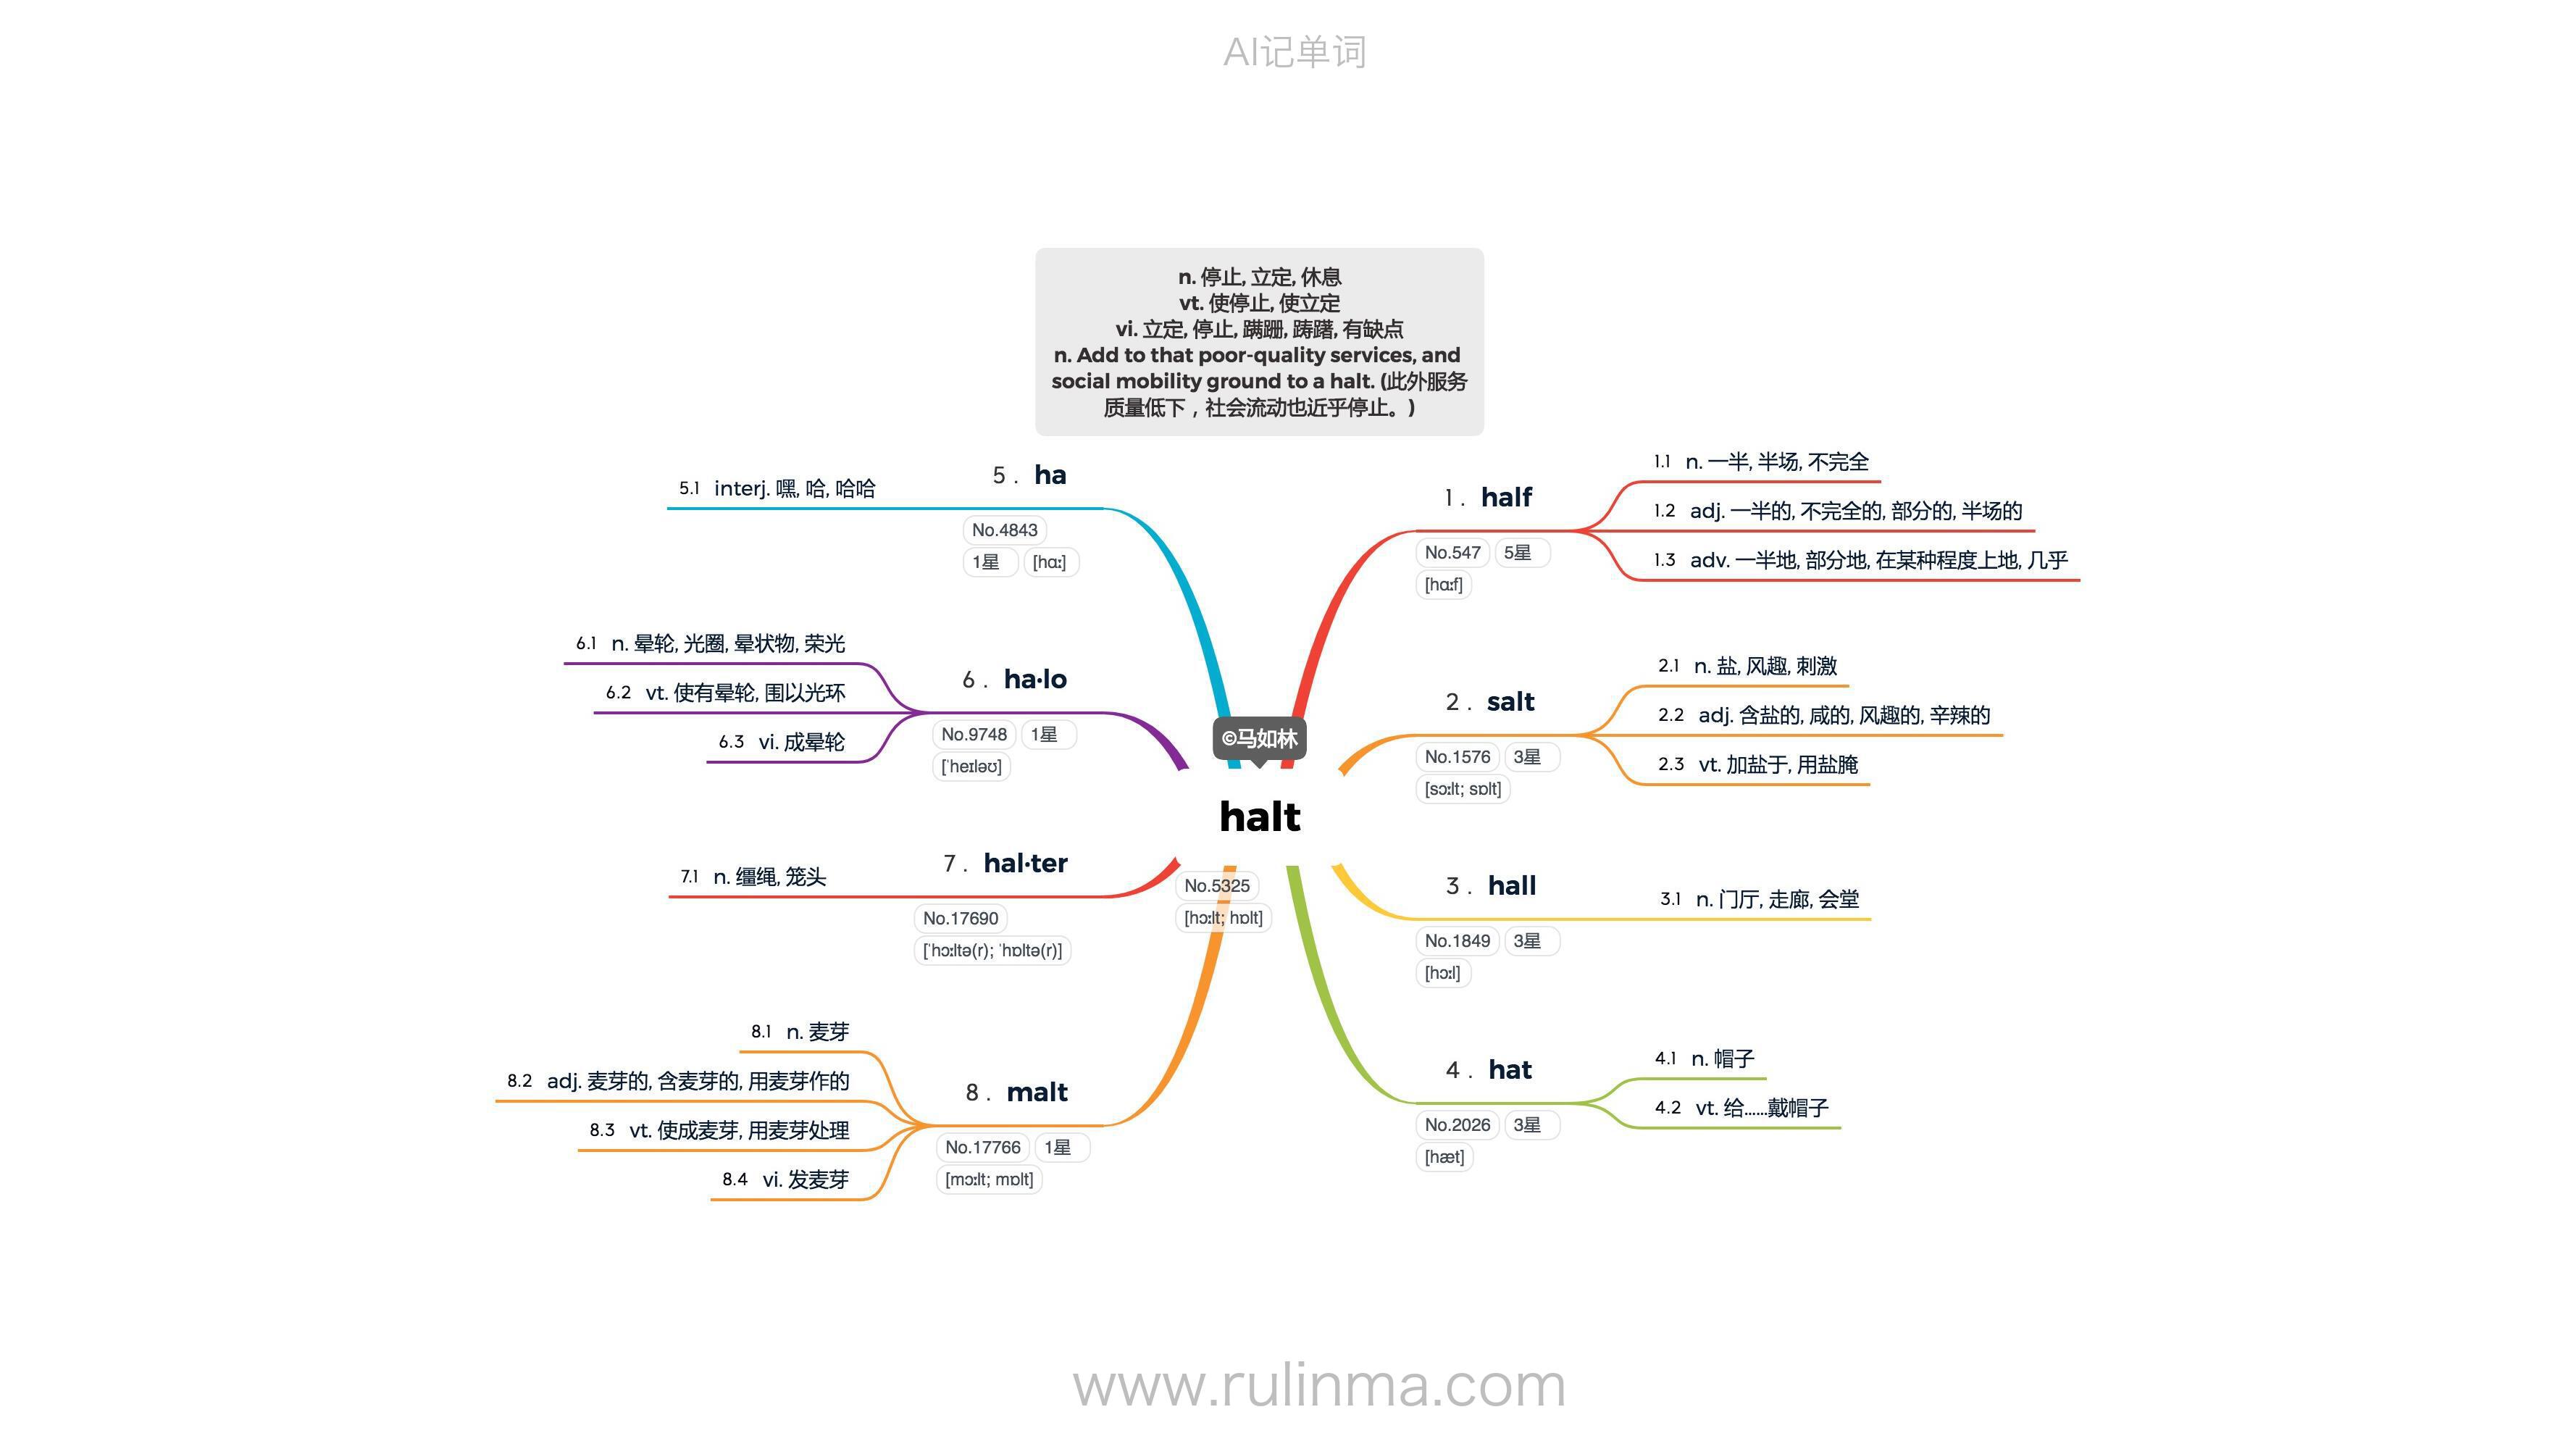 AI记单词
n. 停止, 立定, 休息
vt. 使停止, 使立定
vi. 立定, 停止, 蹒跚, 踌躇, 有缺点
n. Add to that poor-quality services, and
social mobility ground to a halt. (此外服务
质量低下，社会流动也近乎停止。)
©马如林
halt
No.5325
[hɔːlt; hɒlt]
1. half
No.547 5星
[hɑːf]
1.1 n. 一半, 半场, 不完全
1.2 adj. 一半的, 不完全的, 部分的, 半场的
1.3 adv. 一半地, 部分地, 在某种程度上地, 几乎
2. salt
No.1576 3星
[sɔːlt; sɒlt]
2.1 n. 盐, 风趣, 刺激
2.2 adj. 含盐的, 咸的, 风趣的, 辛辣的
2.3 vt. 加盐于, 用盐腌
3. hall
No.1849 3星
[hɔːl]
3.1 n. 门厅, 走廊, 会堂
4. hat
No.2026 3星
[hæt]
4.1 n. 帽子
4.2 vt. 给……戴帽子
5. ha
No.4843
1星 [hɑː]
5.1 interj. 嘿, 哈, 哈哈
6. ha·lo
No.9748 1星
[ˈheɪləʊ]
6.1 n. 晕轮, 光圈, 晕状物, 荣光
6.2 vt. 使有晕轮, 围以光环
6.3 vi. 成晕轮
7. hal·ter
No.17690
[ˈhɔːltə(r); ˈhɒltə(r)]
7.1 n. 缰绳, 笼头
8. malt
No.17766 1星
[mɔːlt; mɒlt]
8.1 n. 麦芽
8.2 adj. 麦芽的, 含麦芽的, 用麦芽作的
8.3 vt. 使成麦芽, 用麦芽处理
8.4 vi. 发麦芽
www.rulinma.com